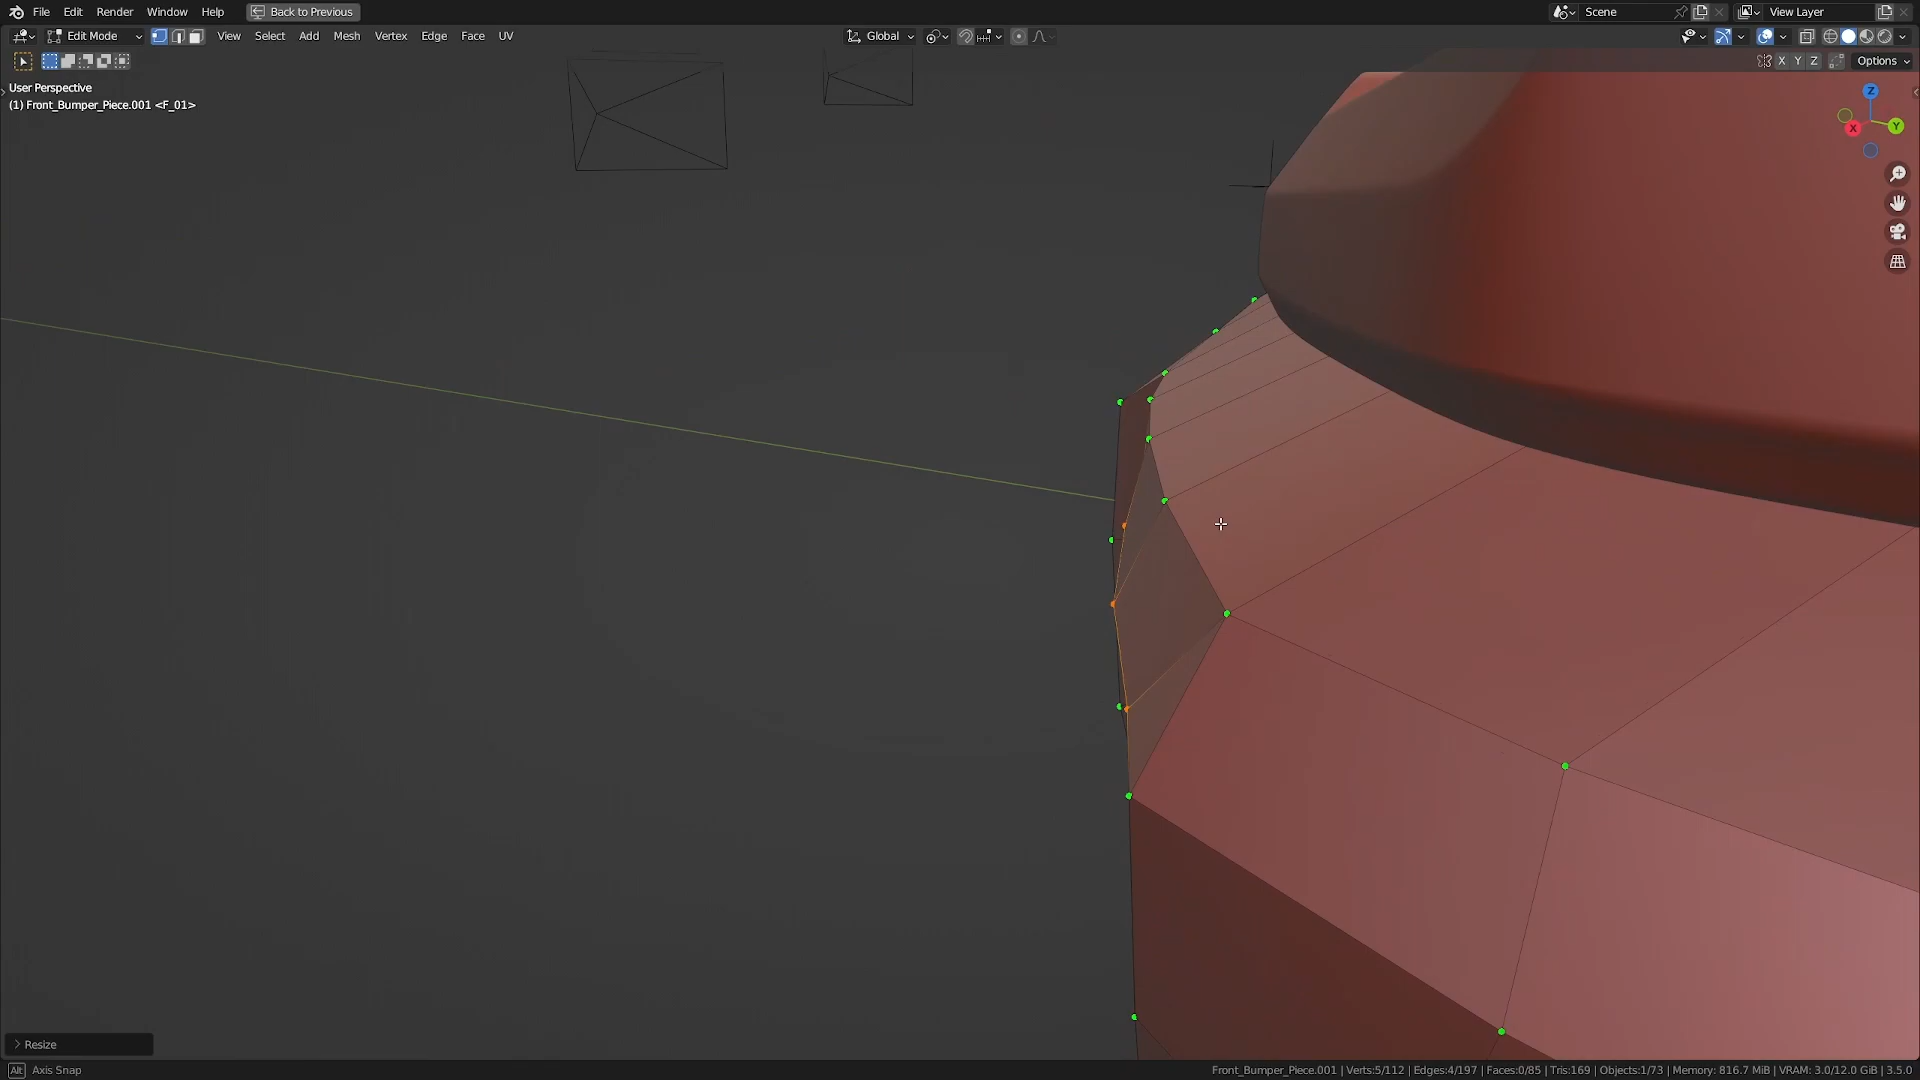 File Edit Render Window Help Back to Previous Scene View Layer
Edit Mode View Select Add Mesh Vertex Edge Face UV Global
X Y Z Options
User Perspective
(1) Front_Bumper_Piece.001 <F_01>
Z
Y
X
Resize
Alt Axis Snap Front_Bumper_Piece.001 | Verts:5/112 | Edges:4/197 | Faces:0/85 | Tris:169 | Objects:1/73 | Memory: 816.7 MiB | VRAM: 3.0/12.0 GiB | 3.5.0